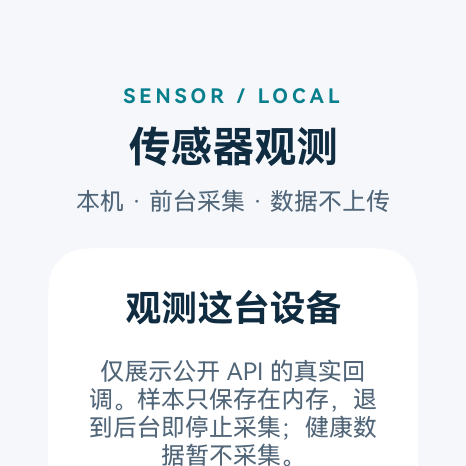 SENSOR / LOCAL
传感器观测
本机 · 前台采集 · 数据不上传
观测这台设备
仅展示公开 API 的真实回
调。样本只保存在内存，退
到后台即停止采集；健康数
据暂不采集。